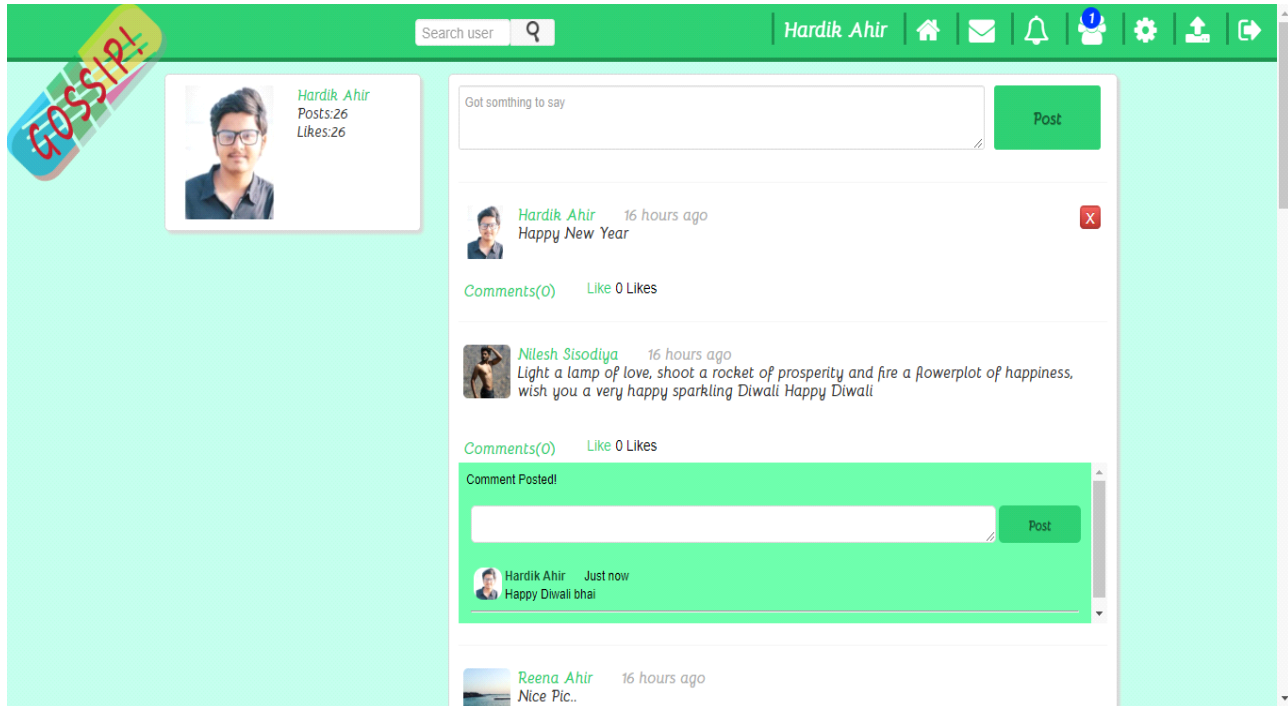 GOSSIP!
Search user
Hardik Ahir
1
Hardik Ahir
Posts:26
Likes:26
Got somthing to say
Post
Hardik Ahir 16 hours ago
X
Happy New Year
Comments(0) Like 0 Likes
Nilesh Sisodiya 16 hours ago
Light a lamp of love, shoot a rocket of prosperity and fire a flowerplot of happiness,
wish you a very happy sparkling Diwali Happy Diwali
Comments(0) Like 0 Likes
Comment Posted!
Post
Hardik Ahir Just now
Happy Diwali bhai
Reena Ahir 16 hours ago
Nice Pic..